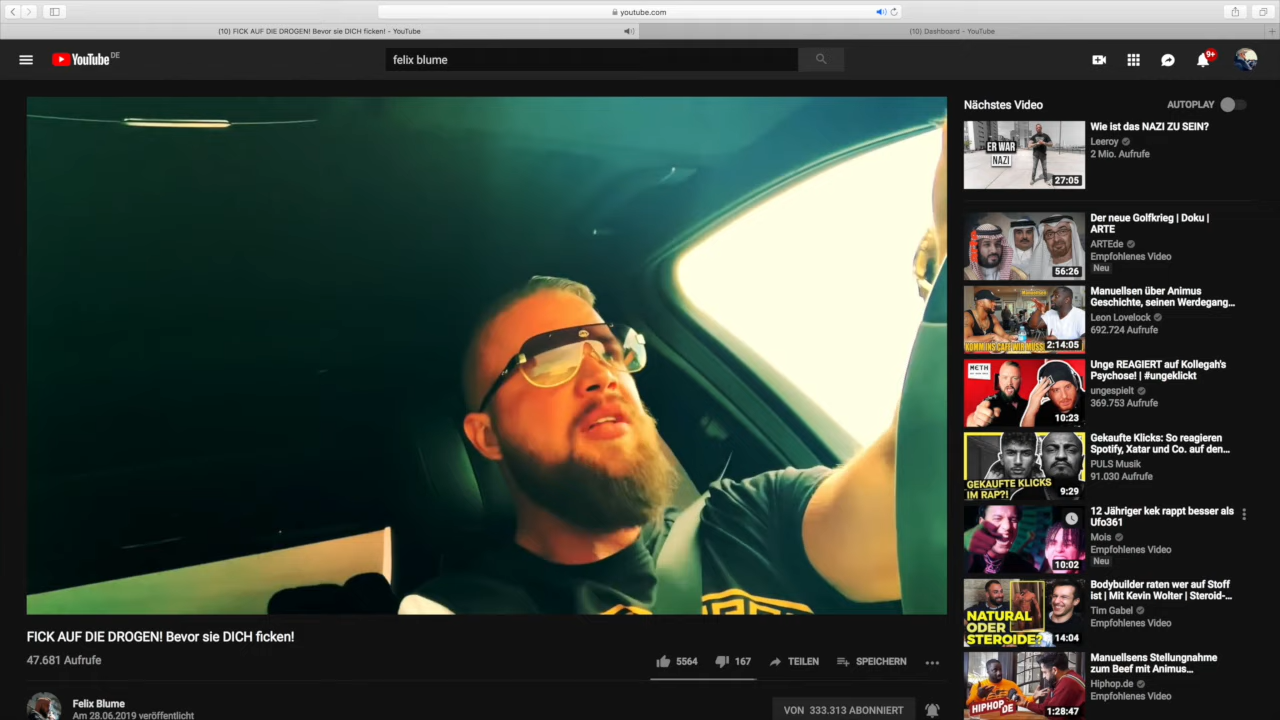 youtube.com
(10) FICK AUF DIE DROGEN! Bevor sie DICH ficken! - YouTube
(10) Dashboard - YouTube
YouTube DE
felix blume
9+
Nächstes Video
AUTOPLAY
ER WAR
NAZI
27:05
Wie ist das NAZI ZU SEIN?
Leeroy
2 Mio. Aufrufe
56:26
Der neue Golfkrieg | Doku |
ARTE
ARTEde
Empfohlenes Video
Neu
KOMM INS CAFE WIR MUSS
2:14:05
Manuellsen über Animus
Geschichte, seinen Werdegang...
Leon Lovelock
692.724 Aufrufe
METH
10:23
Unge REAGIERT auf Kollegah's
Psychose! | #ungeklickt
ungespielt
369.753 Aufrufe
GEKAUFTE KLICKS
IM RAP?!
9:29
Gekaufte Klicks: So reagieren
Spotify, Xatar und Co. auf den...
PULS Musik
91.030 Aufrufe
10:02
12 Jähriger kek rappt besser als
Ufo361
Mois
Empfohlenes Video
Neu
NATURAL
ODER
STEROIDE?
14:04
Bodybuilder raten wer auf Stoff
ist | Mit Kevin Wolter | Steroid-...
Tim Gabel
Empfohlenes Video
HIPHOP.DE
1:28:47
Manuellsens Stellungnahme
zum Beef mit Animus...
Hiphop.de
Empfohlenes Video
FICK AUF DIE DROGEN! Bevor sie DICH ficken!
47.681 Aufrufe
5564
167
TEILEN
SPEICHERN
Felix Blume
Am 28.06.2019 veröffentlicht
VON 333.313 ABONNIERT